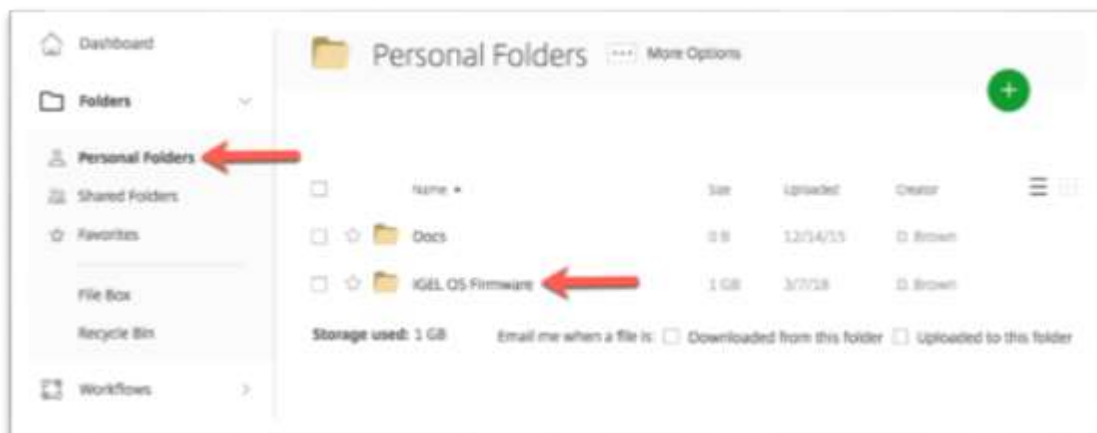 Dashboard
Folders
Personal Folders
Shared Folders
Favorites
File Box
Recycle Bin
Workflows
Personal Folders ... More Options
+
Name Size Uploaded Creator
Docs 0 B 12/14/15 D. Brown
IGEL OS Firmware 1 GB 3/7/18 D. Brown
Storage used: 1 GB Email me when a file is: Downloaded from this folder Uploaded to this folder